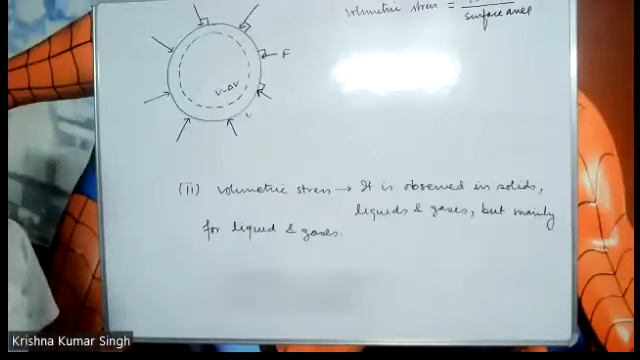 volumetric stress =
surface area
F
V-ΔV
(ii) volumetric stress → It is observed in solids,
liquids & gases, but mainly
for liquid & gases.
Krishna Kumar Singh